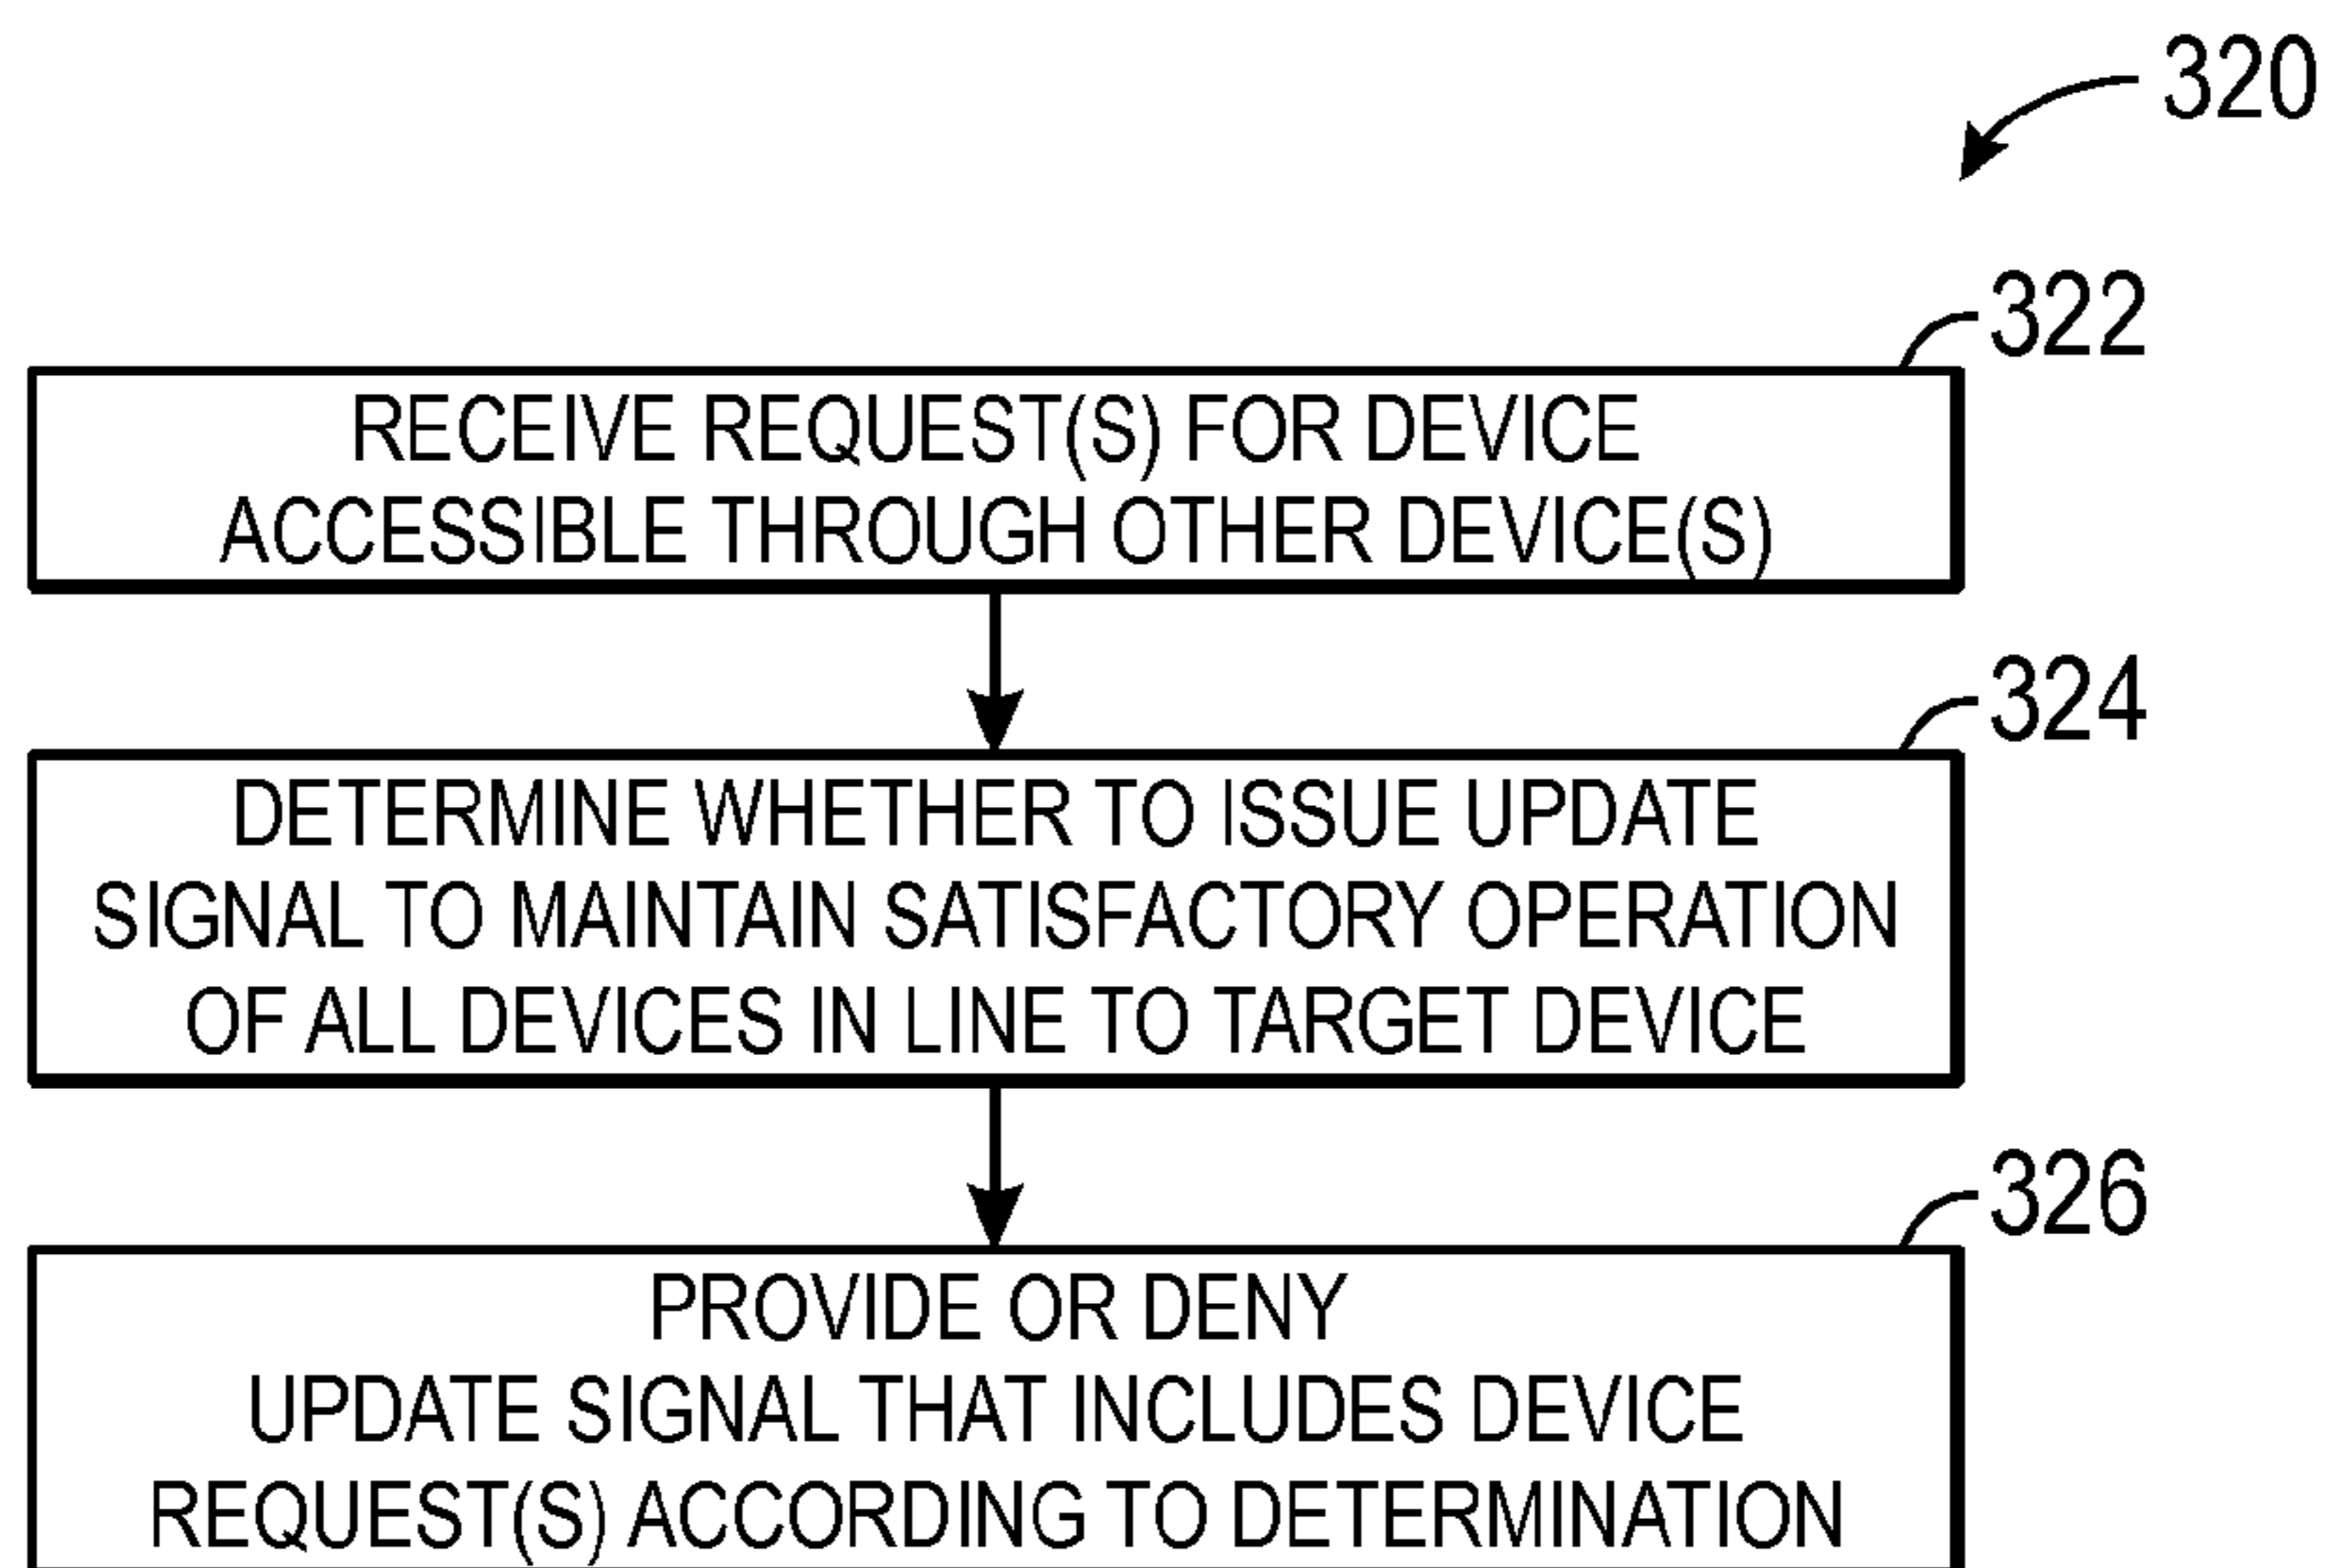 320
322
RECEIVE REQUEST(S) FOR DEVICE
ACCESSIBLE THROUGH OTHER DEVICE(S)
324
DETERMINE WHETHER TO ISSUE UPDATE
SIGNAL TO MAINTAIN SATISFACTORY OPERATION
OF ALL DEVICES IN LINE TO TARGET DEVICE
326
PROVIDE OR DENY
UPDATE SIGNAL THAT INCLUDES DEVICE
REQUEST(S) ACCORDING TO DETERMINATION